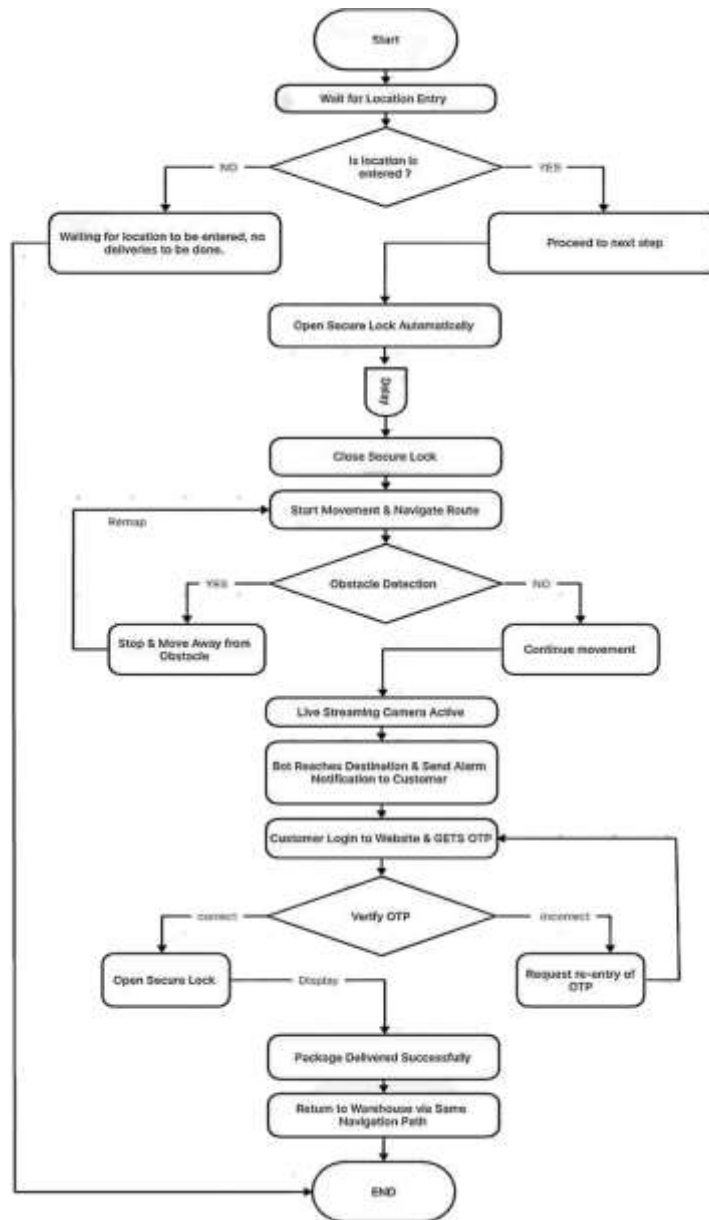 Start
Wait for Location Entry
Is location is
entered ?
NO
YES
Waiting for location to be entered, no
deliveries to be done.
Proceed to next step
Open Secure Lock Automatically
Delay
Close Secure Lock
Start Movement & Navigate Route
Remap
Obstacle Detection
YES
NO
Stop & Move Away from
Obstacle
Continue movement
Live Streaming Camera Active
Bot Reaches Destination & Send Alarm
Notification to Customer
Customer Login to Website & GETS OTP
Verify OTP
correct
incorrect
Open Secure Lock
Display
Request re-entry of
OTP
Package Delivered Successfully
Return to Warehouse via Same
Navigation Path
END